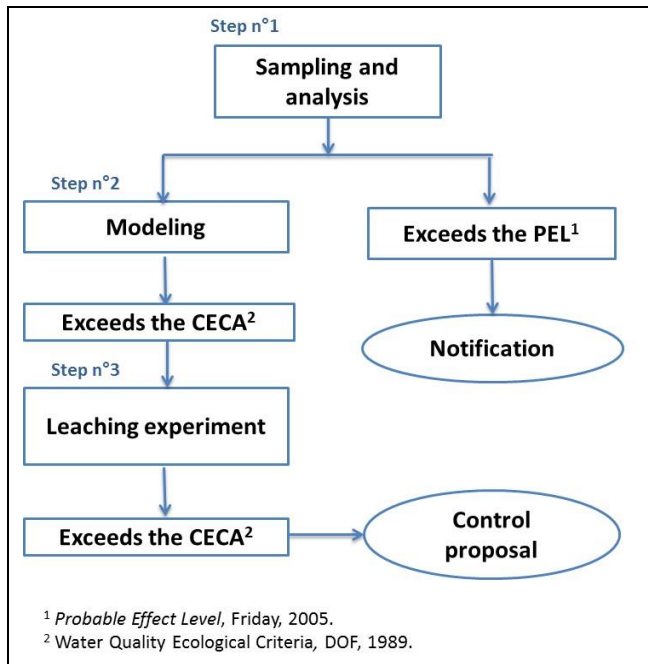 Step n°1
Sampling and
analysis
Step n°2
Modeling
Exceeds the PEL¹
Exceeds the CECA²
Notification
Step n°3
Leaching experiment
Exceeds the CECA²
Control
proposal
¹ Probable Effect Level, Friday, 2005.
² Water Quality Ecological Criteria, DOF, 1989.